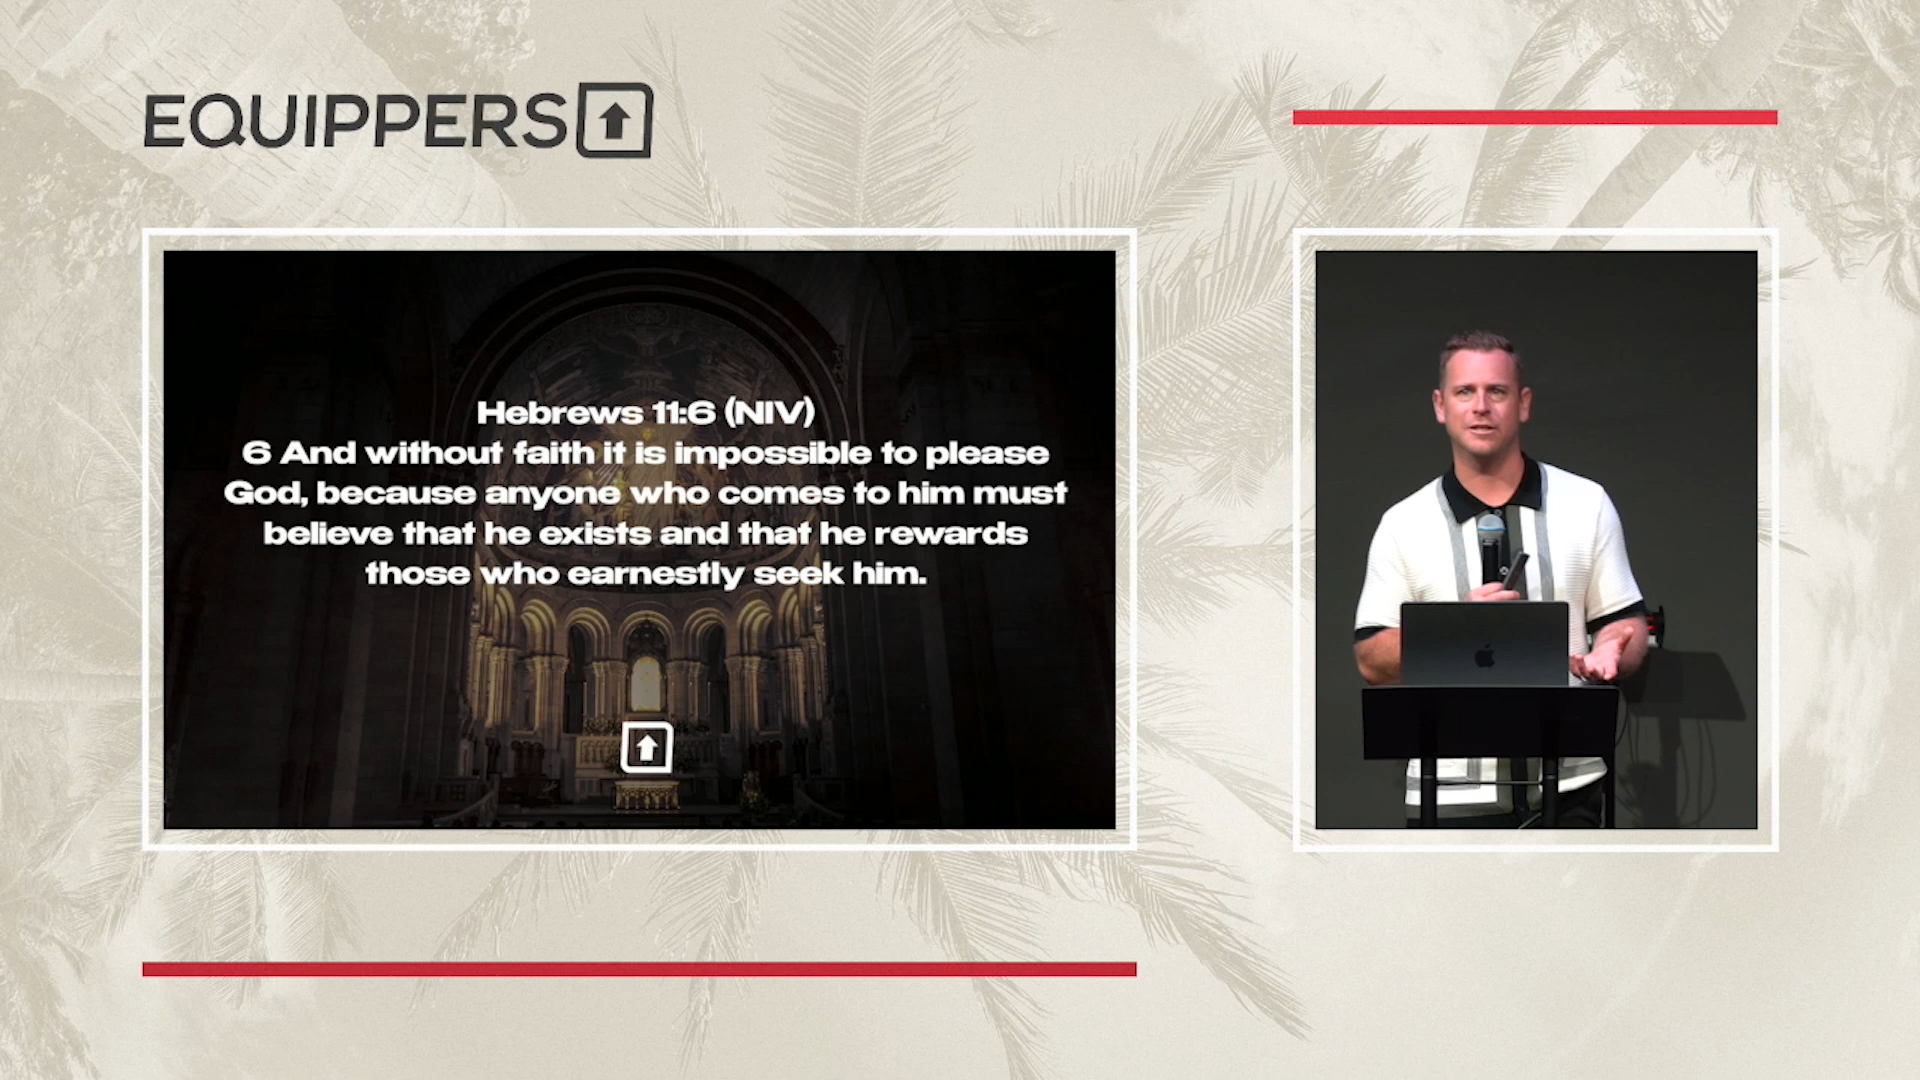 EQUIPPERS
Hebrews 11:6 (NIV)
6 And without faith it is impossible to please
God, because anyone who comes to him must
believe that he exists and that he rewards
those who earnestly seek him.